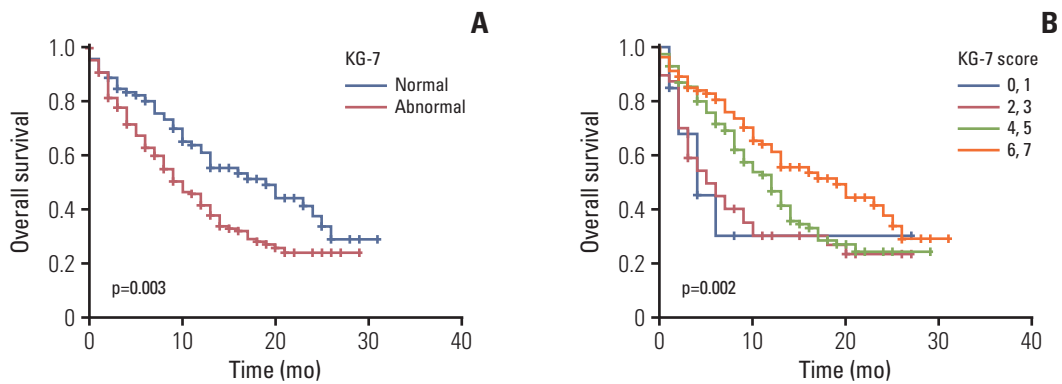 A
KG-7
Normal
Abnormal
Overall survival
1.0
0.8
0.6
0.4
0.2
0
p=0.003
0 10 20 30 40
Time (mo)
B
KG-7 score
0, 1
2, 3
4, 5
6, 7
Overall survival
1.0
0.8
0.6
0.4
0.2
0
p=0.002
0 10 20 30 40
Time (mo)